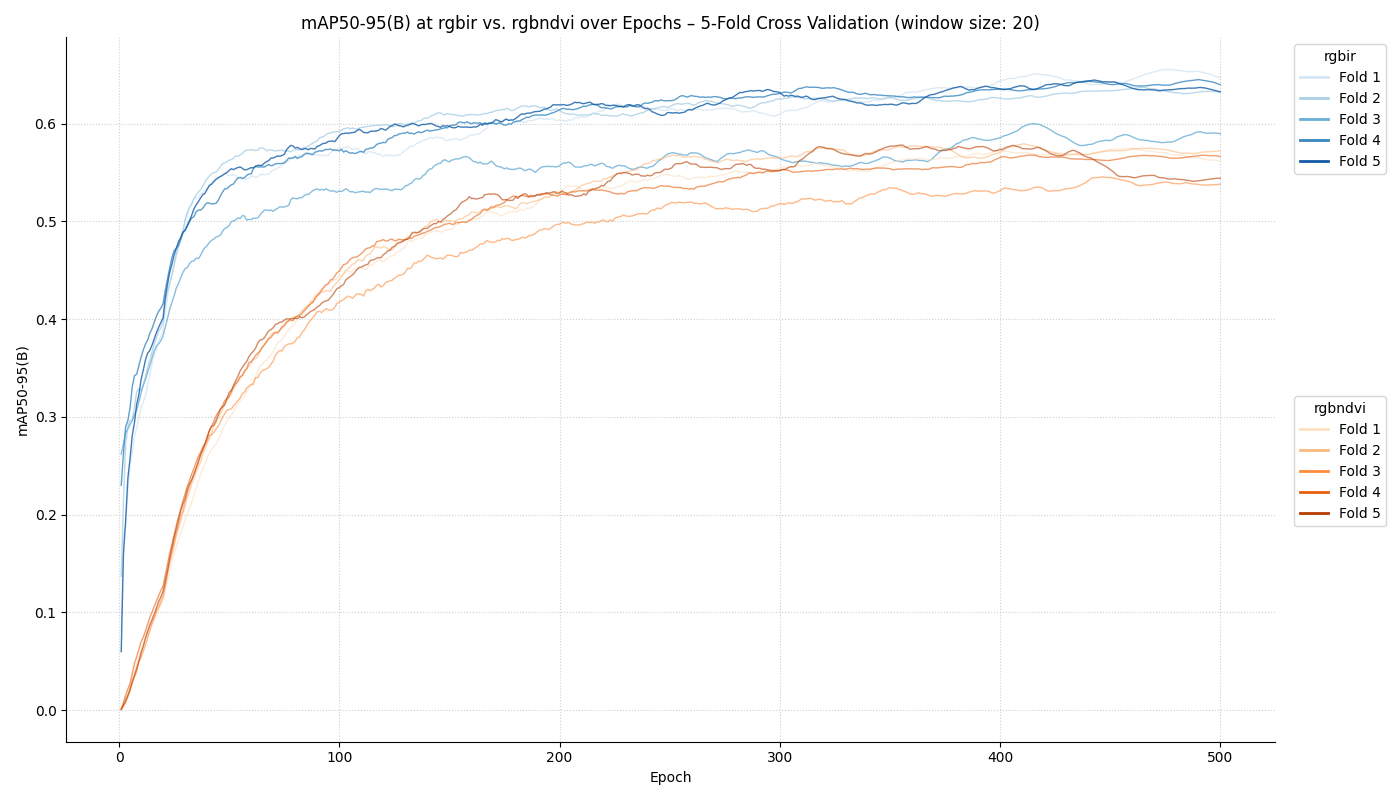 mAP50-95(B) at rgbir vs. rgbndvi over Epochs – 5-Fold Cross Validation (window size: 20)
mAP50-95(B)
0.6
0.5
0.4
0.3
0.2
0.1
0.0
0
100
200
300
400
500
Epoch
rgbir
Fold 1
Fold 2
Fold 3
Fold 4
Fold 5
rgbndvi
Fold 1
Fold 2
Fold 3
Fold 4
Fold 5